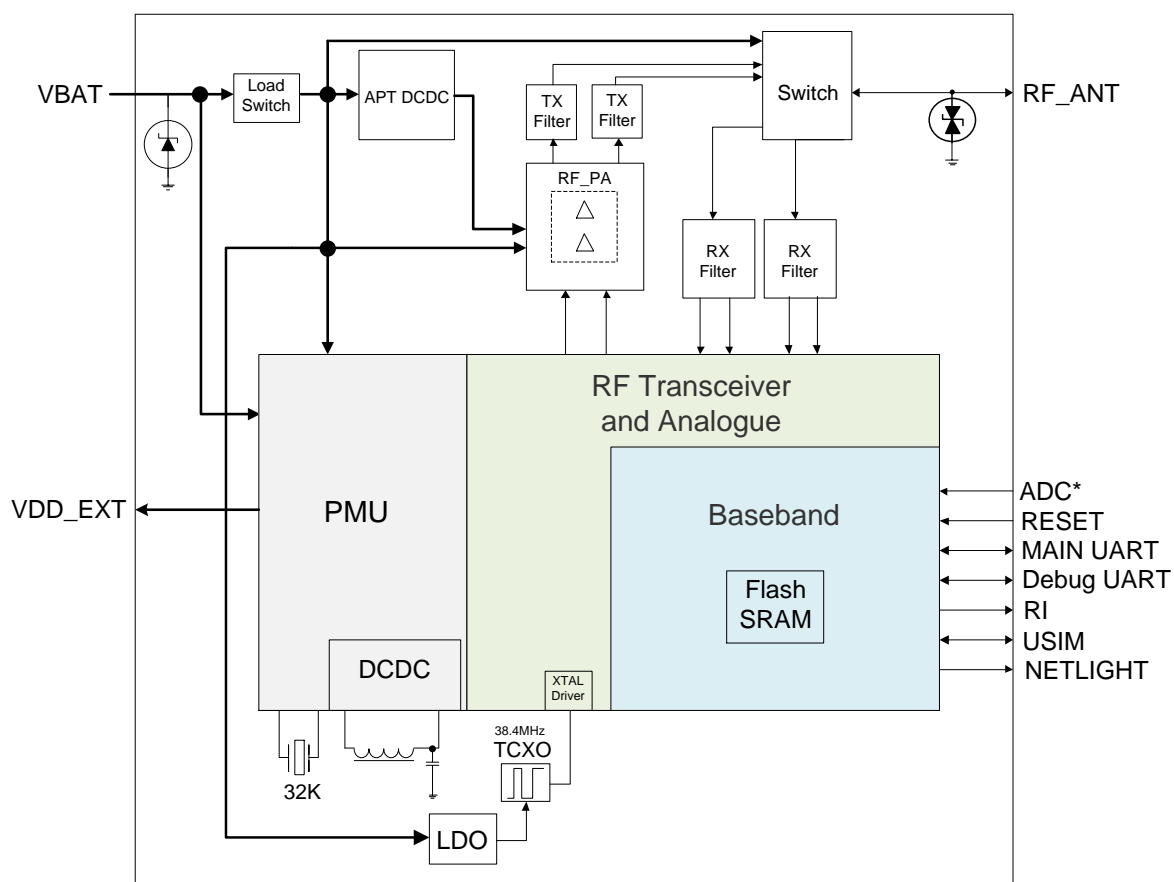 VBAT
Load
Switch
APT DCDC
TX
Filter
TX
Filter
Switch
RF_ANT
RF_PA
RX
Filter
RX
Filter
RF Transceiver
and Analogue
PMU
VDD_EXT
Baseband
Flash
SRAM
ADC*
RESET
MAIN UART
Debug UART
RI
USIM
NETLIGHT
DCDC
XTAL
Driver
38.4MHz
TCXO
32K
LDO